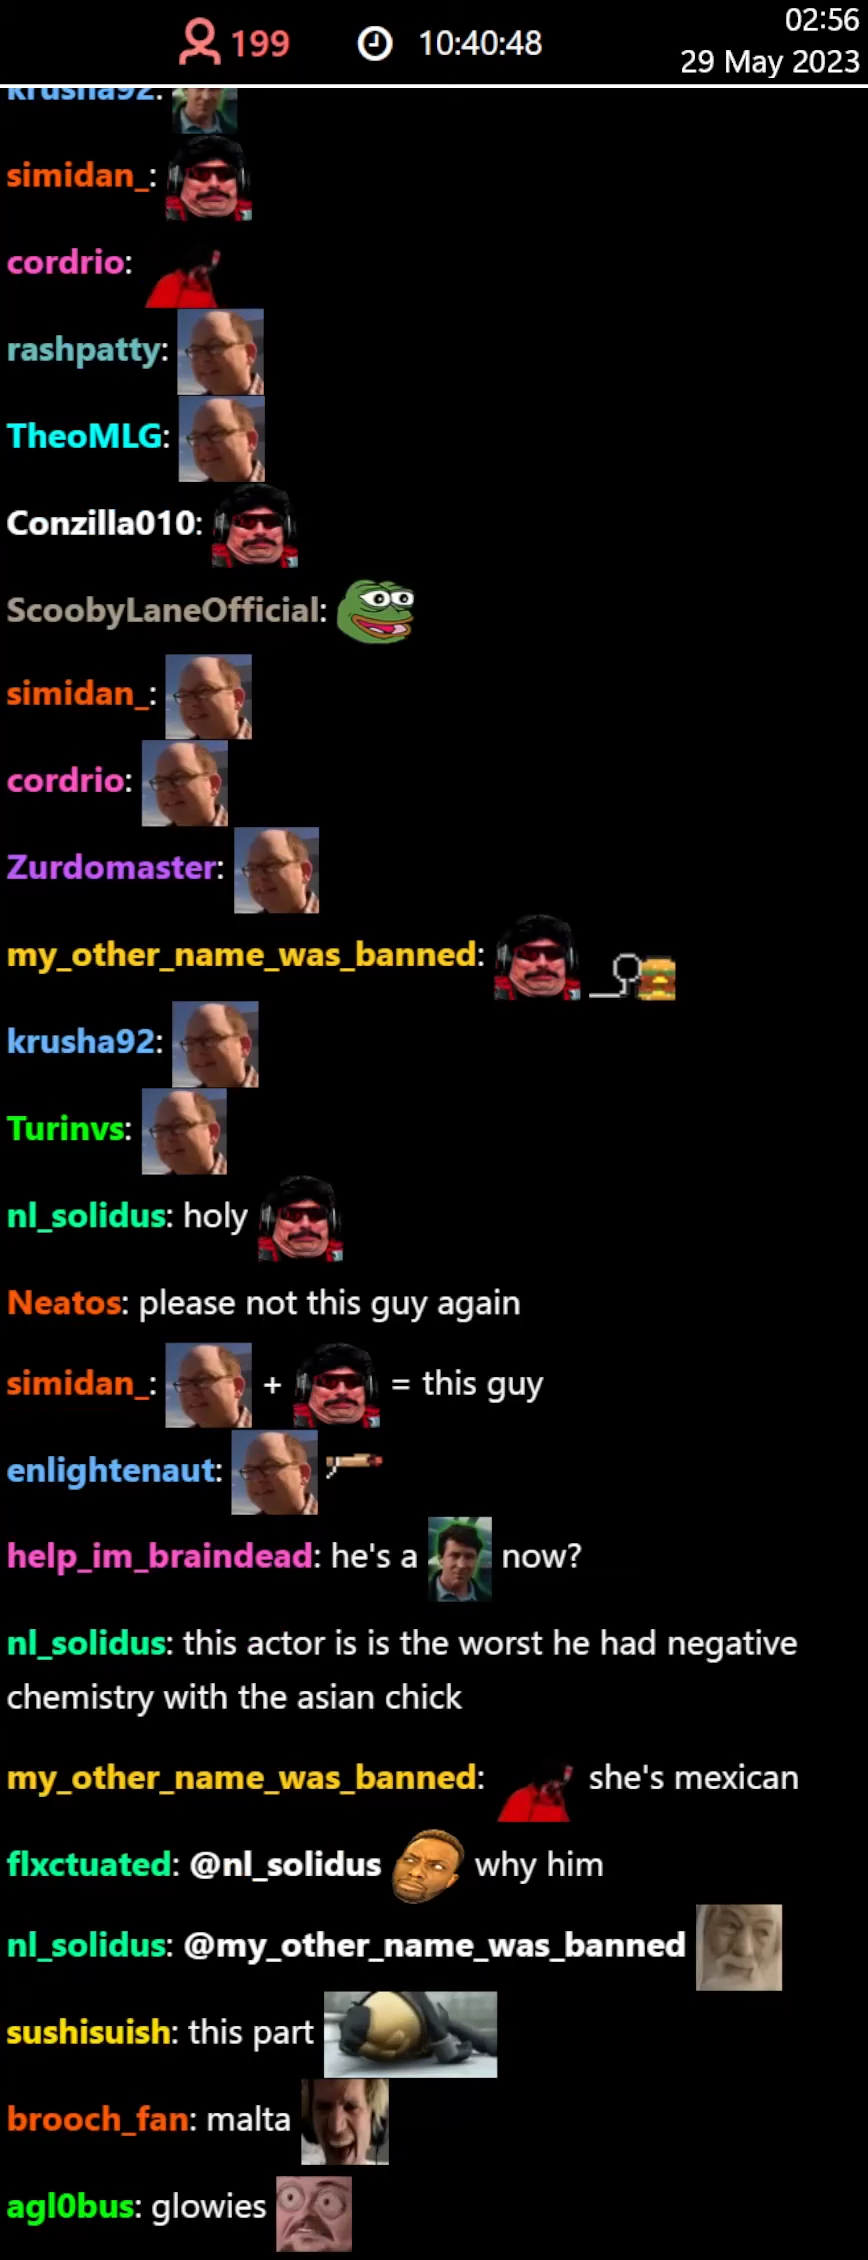 199 10:40:48 02:56
29 May 2023
krusha92:
simidan_:
cordrio:
rashpatty:
TheoMLG:
Conzilla010:
ScoobyLaneOfficial:
simidan_:
cordrio:
Zurdomaster:
my_other_name_was_banned:
krusha92:
Turinvs:
nl_solidus: holy
Neatos: please not this guy again
simidan_: + = this guy
enlightenaut:
help_im_braindead: he's a now?
nl_solidus: this actor is is the worst he had negative
chemistry with the asian chick
my_other_name_was_banned: she's mexican
flxctuated: @nl_solidus why him
nl_solidus: @my_other_name_was_banned
sushisuish: this part
brooch_fan: malta
agl0bus: glowies